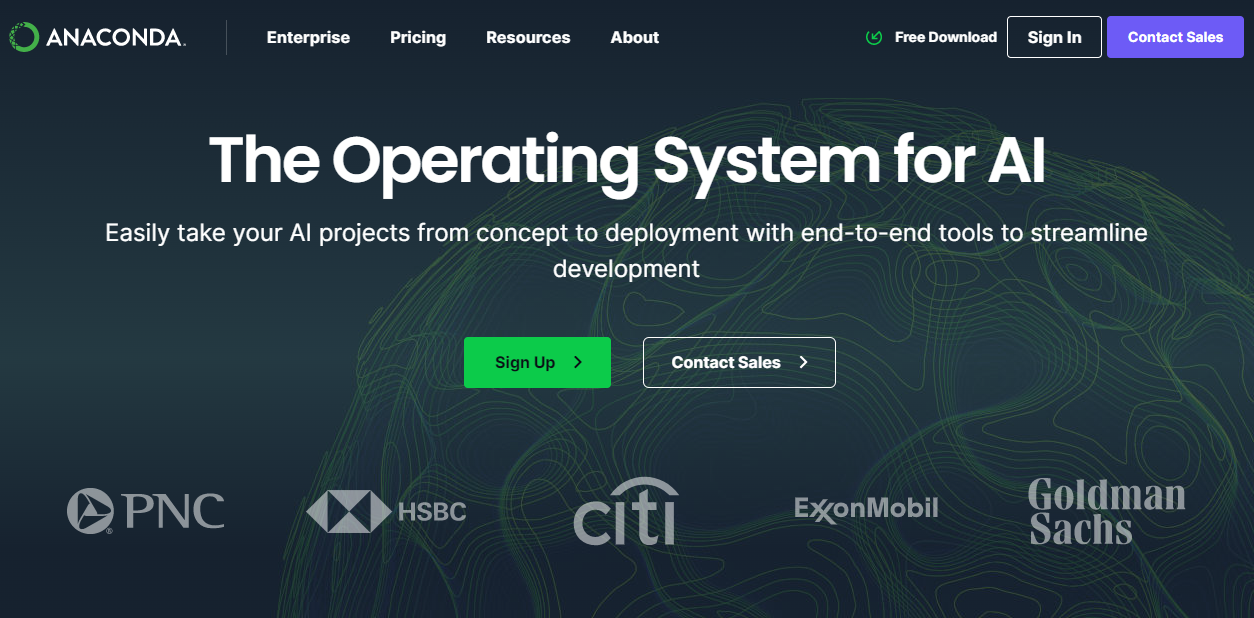 ANACONDA.
Enterprise
Pricing
Resources
About
Free Download
Sign In
Contact Sales
The Operating System for AI
Easily take your AI projects from concept to deployment with end-to-end tools to streamline
development
Sign Up
Contact Sales
PNC
®
HSBC
citi
ExxonMobil
Goldman
Sachs